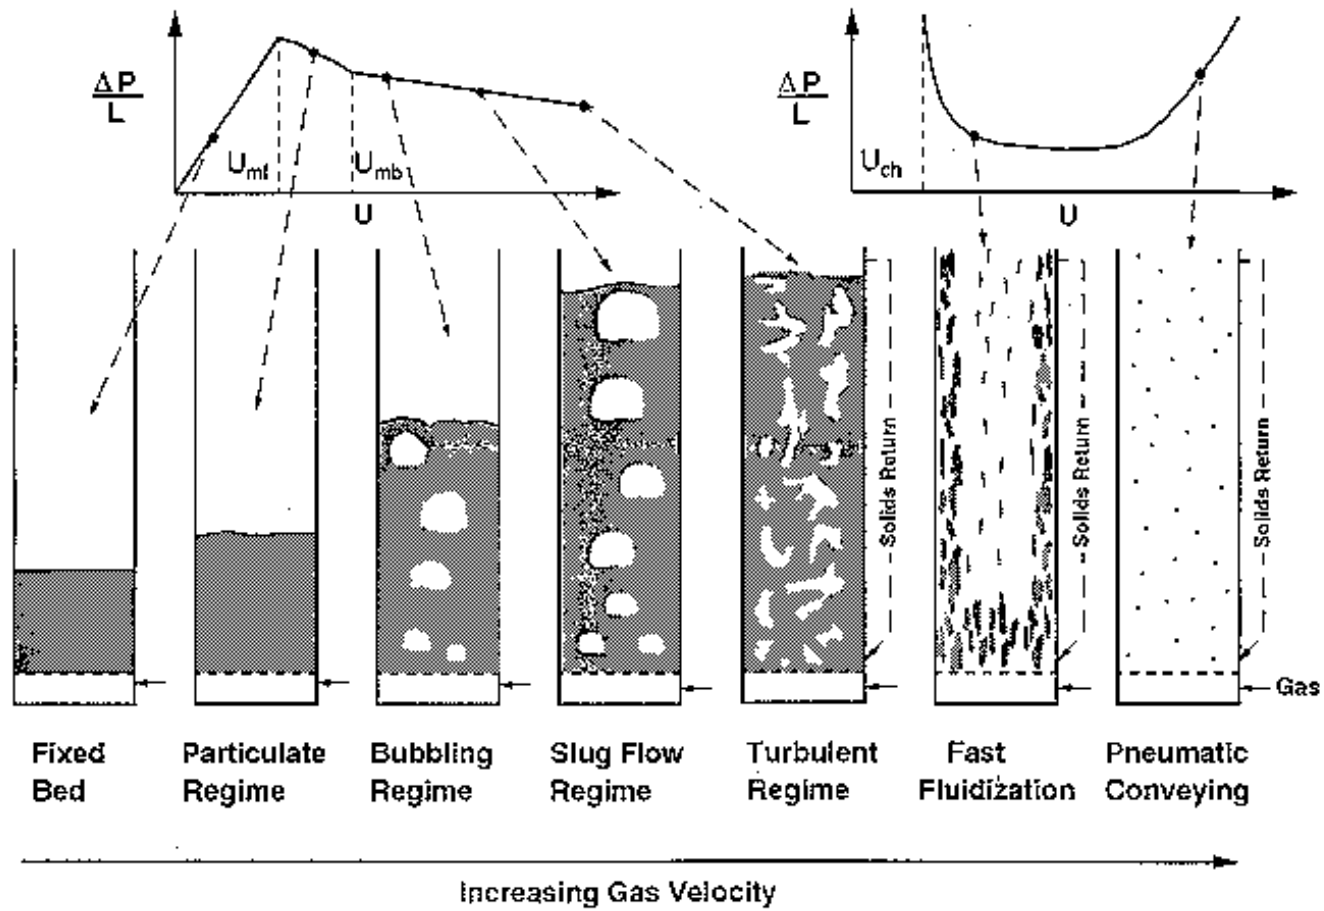 ΔP
L
U_mf
U_mb
U
ΔP
L
U_ch
U
Solids Return
Solids Return
Solids Return
Gas
Fixed
Bed
Particulate
Regime
Bubbling
Regime
Slug Flow
Regime
Turbulent
Regime
Fast
Fluidization
Pneumatic
Conveying
Increasing Gas Velocity